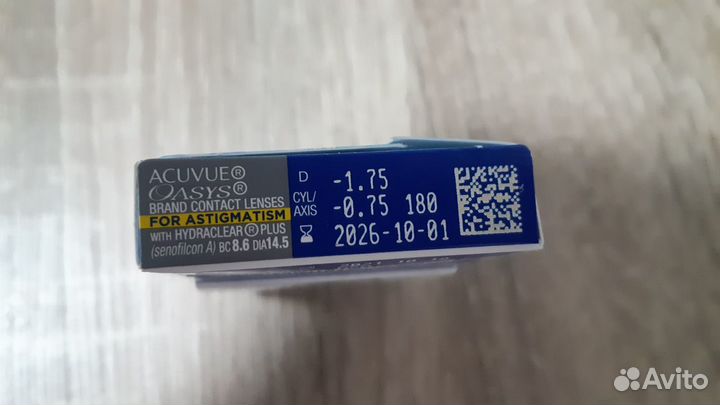 ACUVUE®
OASYS®
BRAND CONTACT LENSES
FOR ASTIGMATISM
WITH HYDRACLEAR® PLUS
(senofilcon A) BC 8.6 DIA 14.5
D -1.75
CYL/
AXIS -0.75 180
2026-10-01
Avito